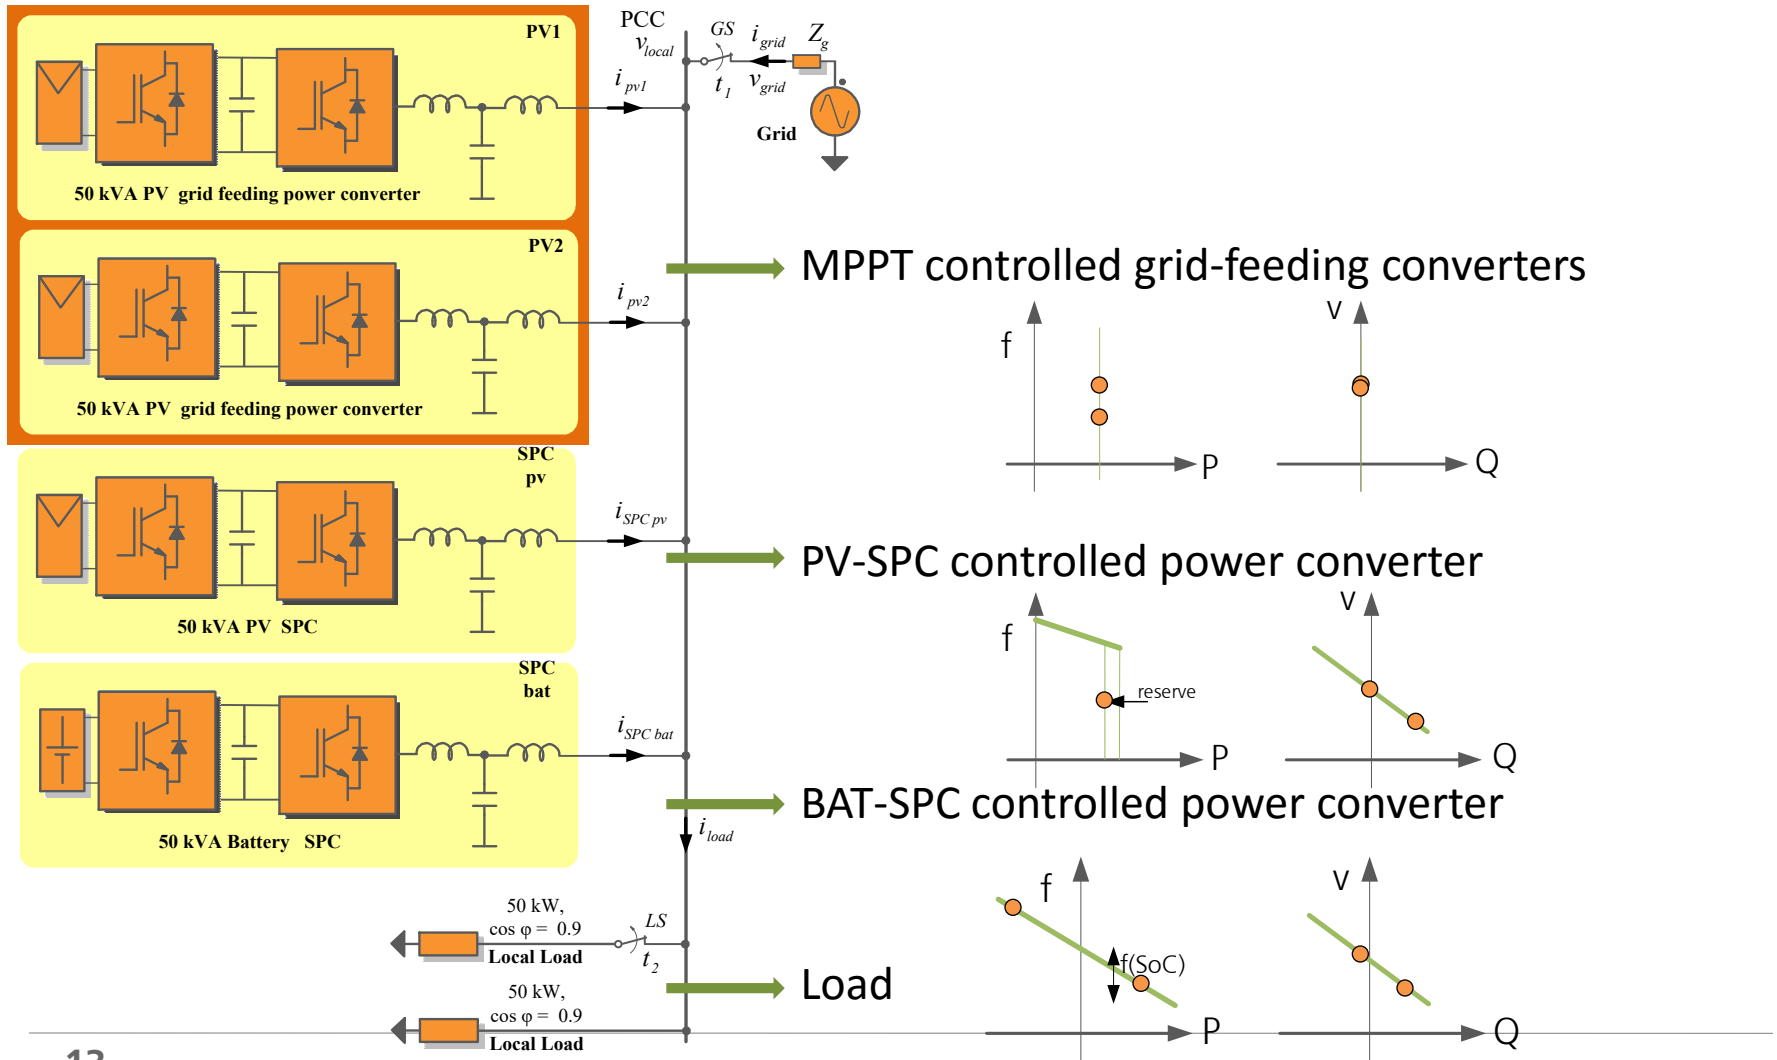 PV1
50 kVA PV grid feeding power converter
PV2
50 kVA PV grid feeding power converter
SPC
pv
50 kVA PV SPC
SPC
bat
50 kVA Battery SPC
PCC
v_local
GS
t_1
i_grid
v_grid
Z_g
Grid
i_pv1
i_pv2
i_SPC pv
i_SPC bat
i_load
50 kW,
cos φ = 0.9
Local Load
LS
t_2
50 kW,
cos φ = 0.9
Local Load
MPPT controlled grid-feeding converters
f
P
V
Q
PV-SPC controlled power converter
f
reserve
P
V
Q
BAT-SPC controlled power converter
f
f(SoC)
P
V
Q
Load